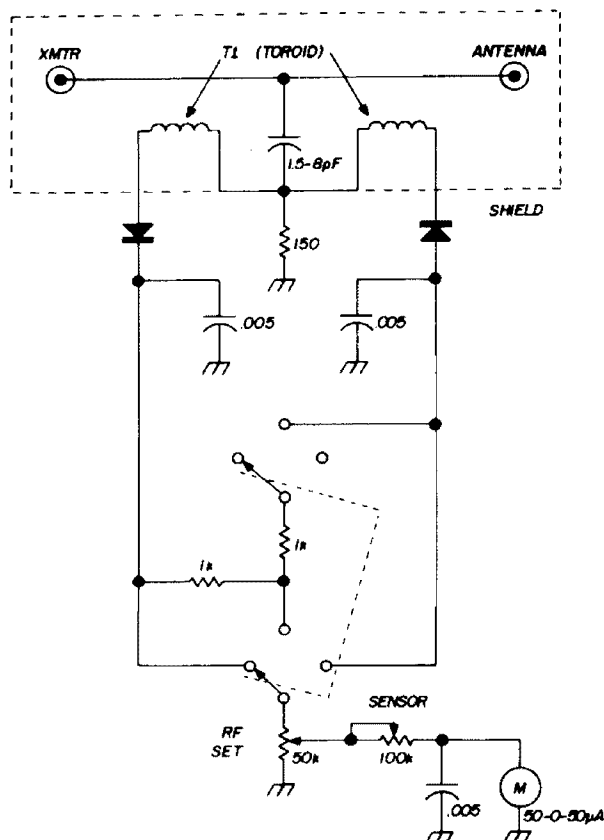 XMTR
T1 (TOROID)
ANTENNA
1.5-8pF
SHIELD
150
.005
.005
1k
1k
SENSOR
RF
SET
50k
100k
.005
M
50-0-50µA